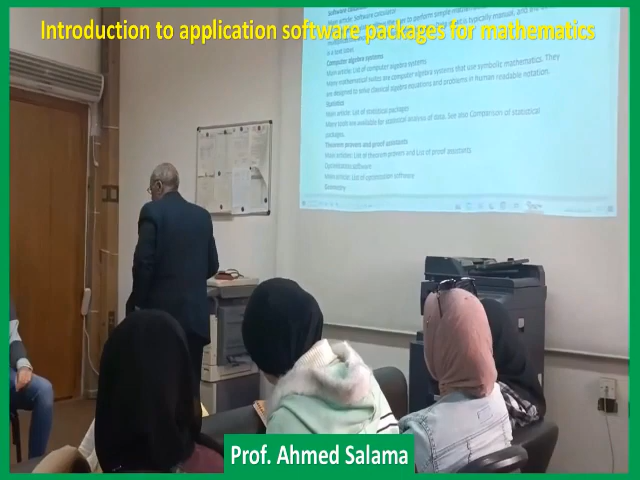 Introduction to application software packages for mathematics
Main article: Software calculator
Computer algebra systems
Main article: List of computer algebra systems
Many mathematical suites are computer algebra systems that use symbolic mathematics. They
are designed to solve classical algebra equations and problems in human readable notation.
Statistics
Main article: List of statistical packages
Many tools are available for statistical analysis of data. See also Comparison of statistical
packages.
Theorem provers and proof assistants
Main articles: List of theorem provers and List of proof assistants
Optimization software
Main article: List of optimization software
Geometry
Prof. Ahmed Salama